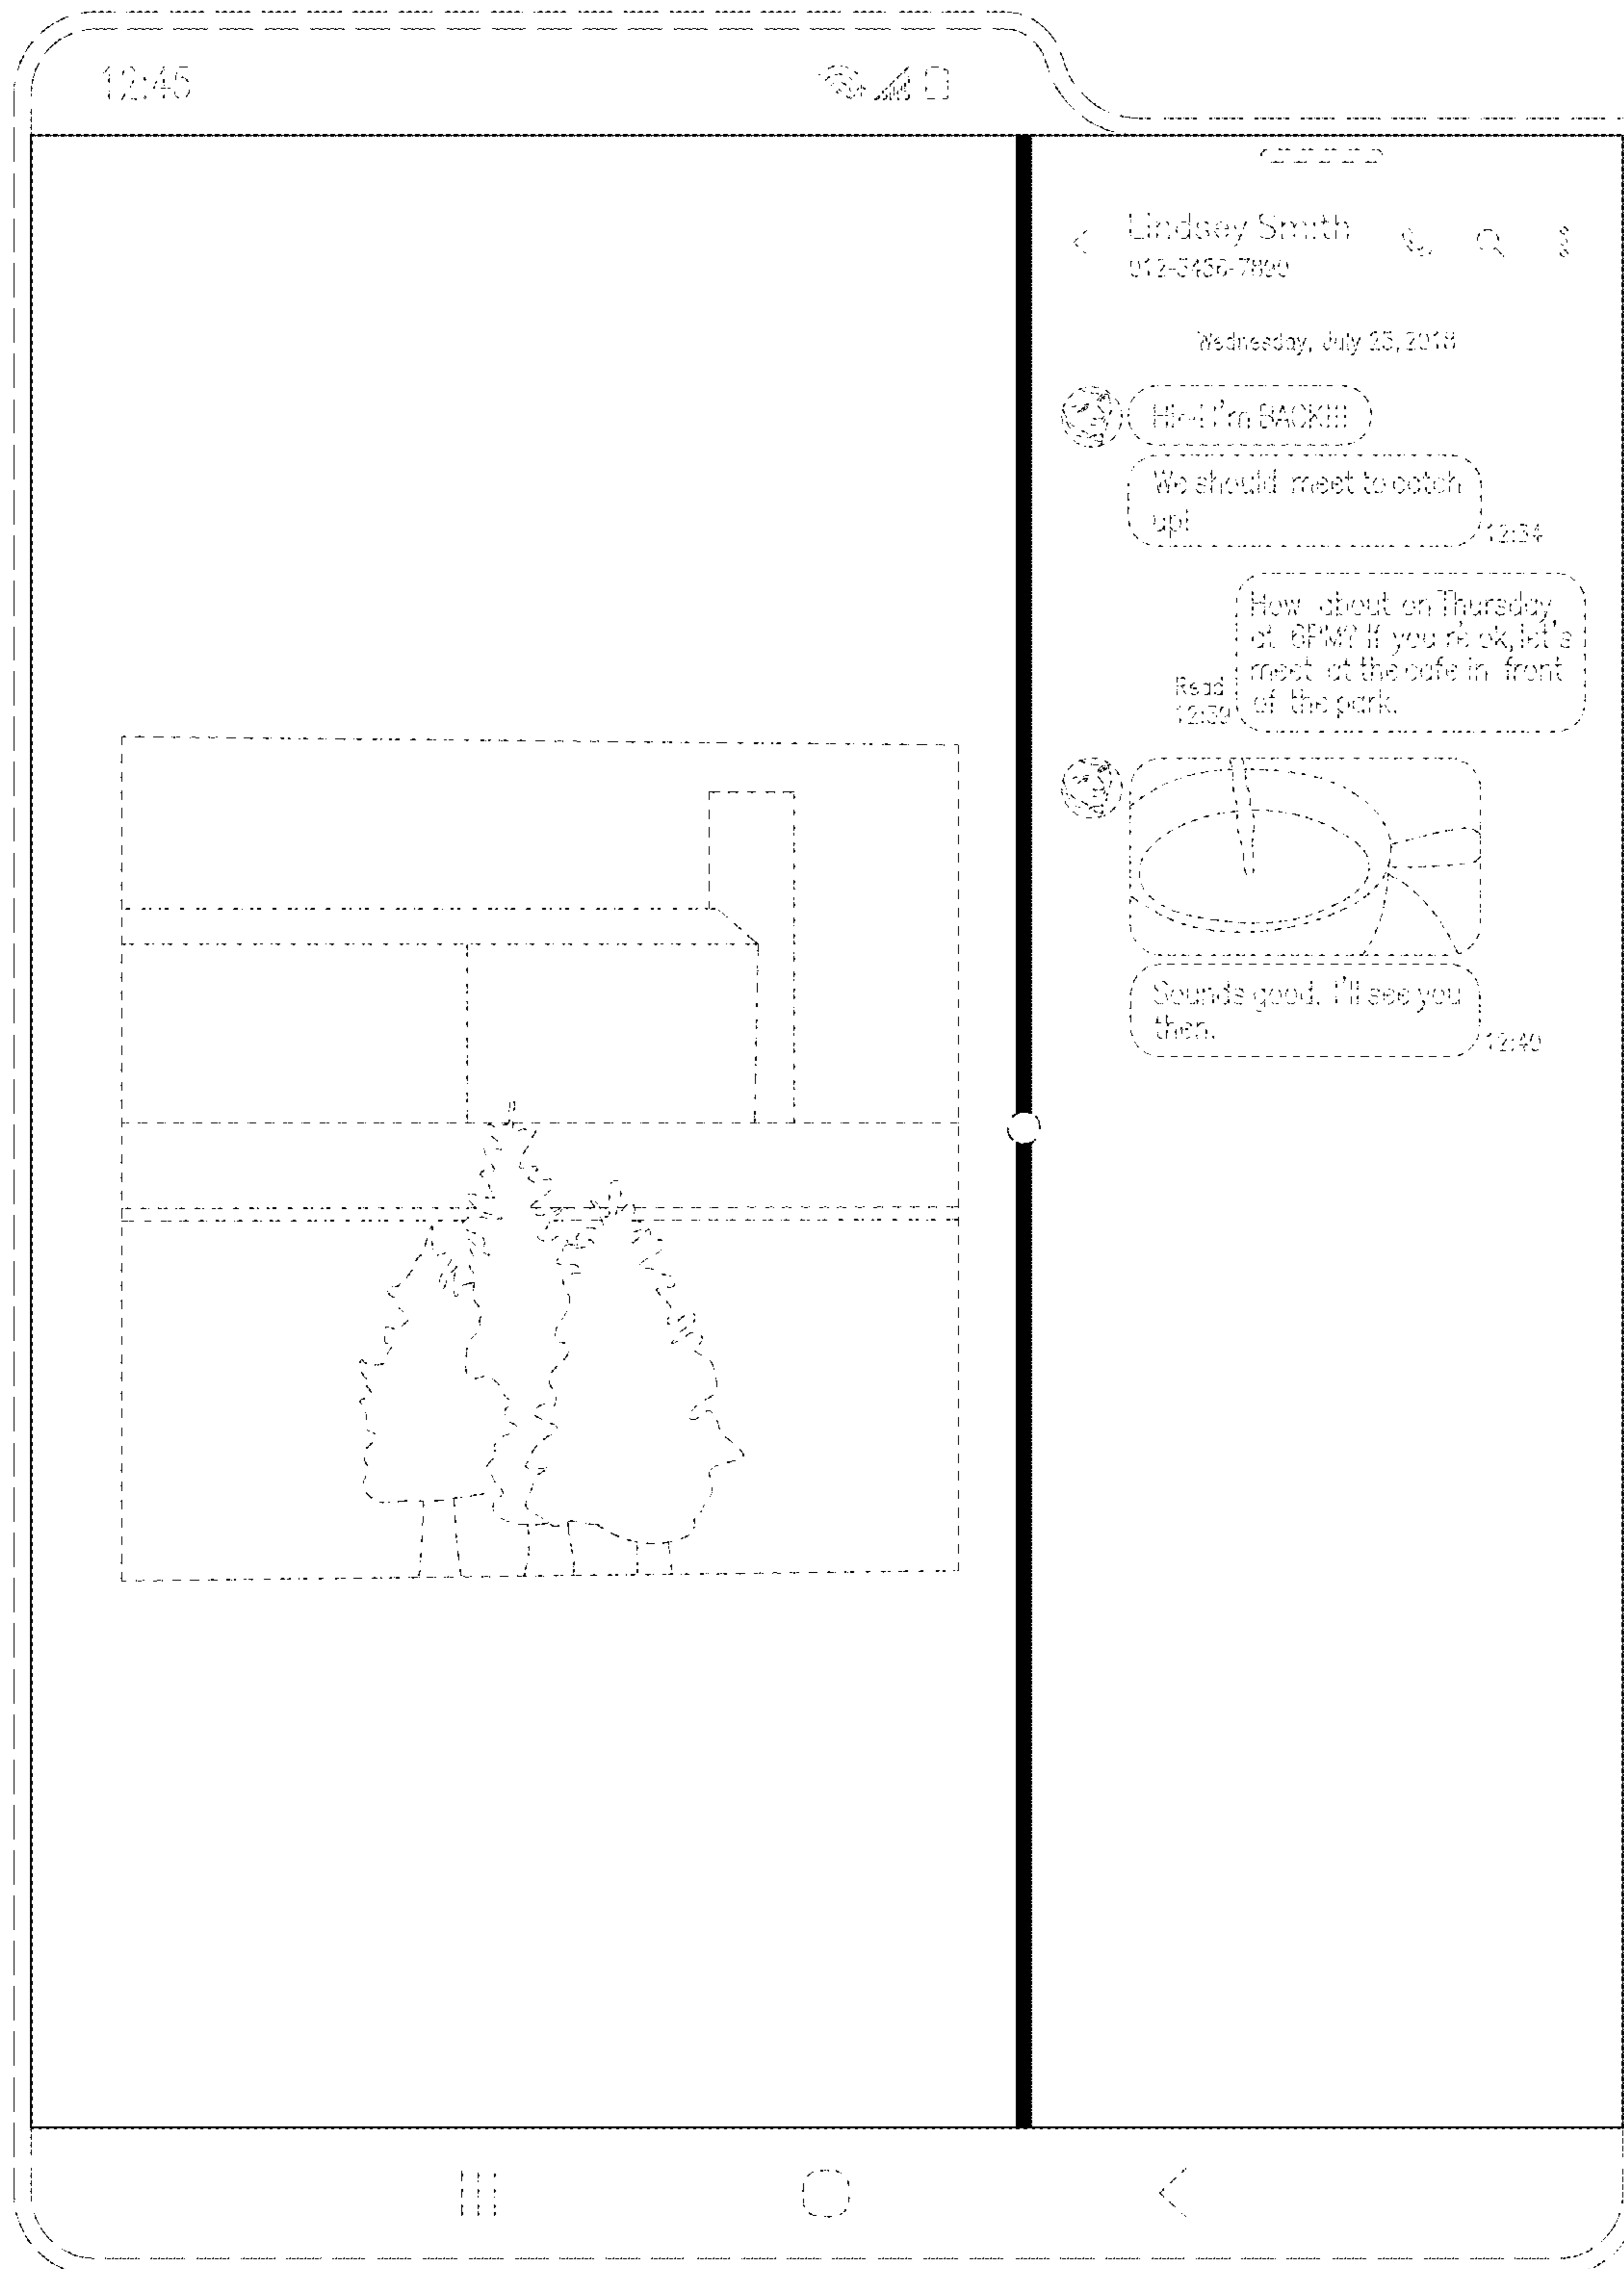 12:45
Lindsey Smith
012-3456-7890
Wednesday, July 25, 2018
Hi~! I'm BACK!!!
We should meet to catch
up!
12:34
How about on Thursday
at 6PM? If you're ok, let's
meet at the cafe in front
of the park.
Read
12:39
Sounds good. I'll see you
then.
12:40